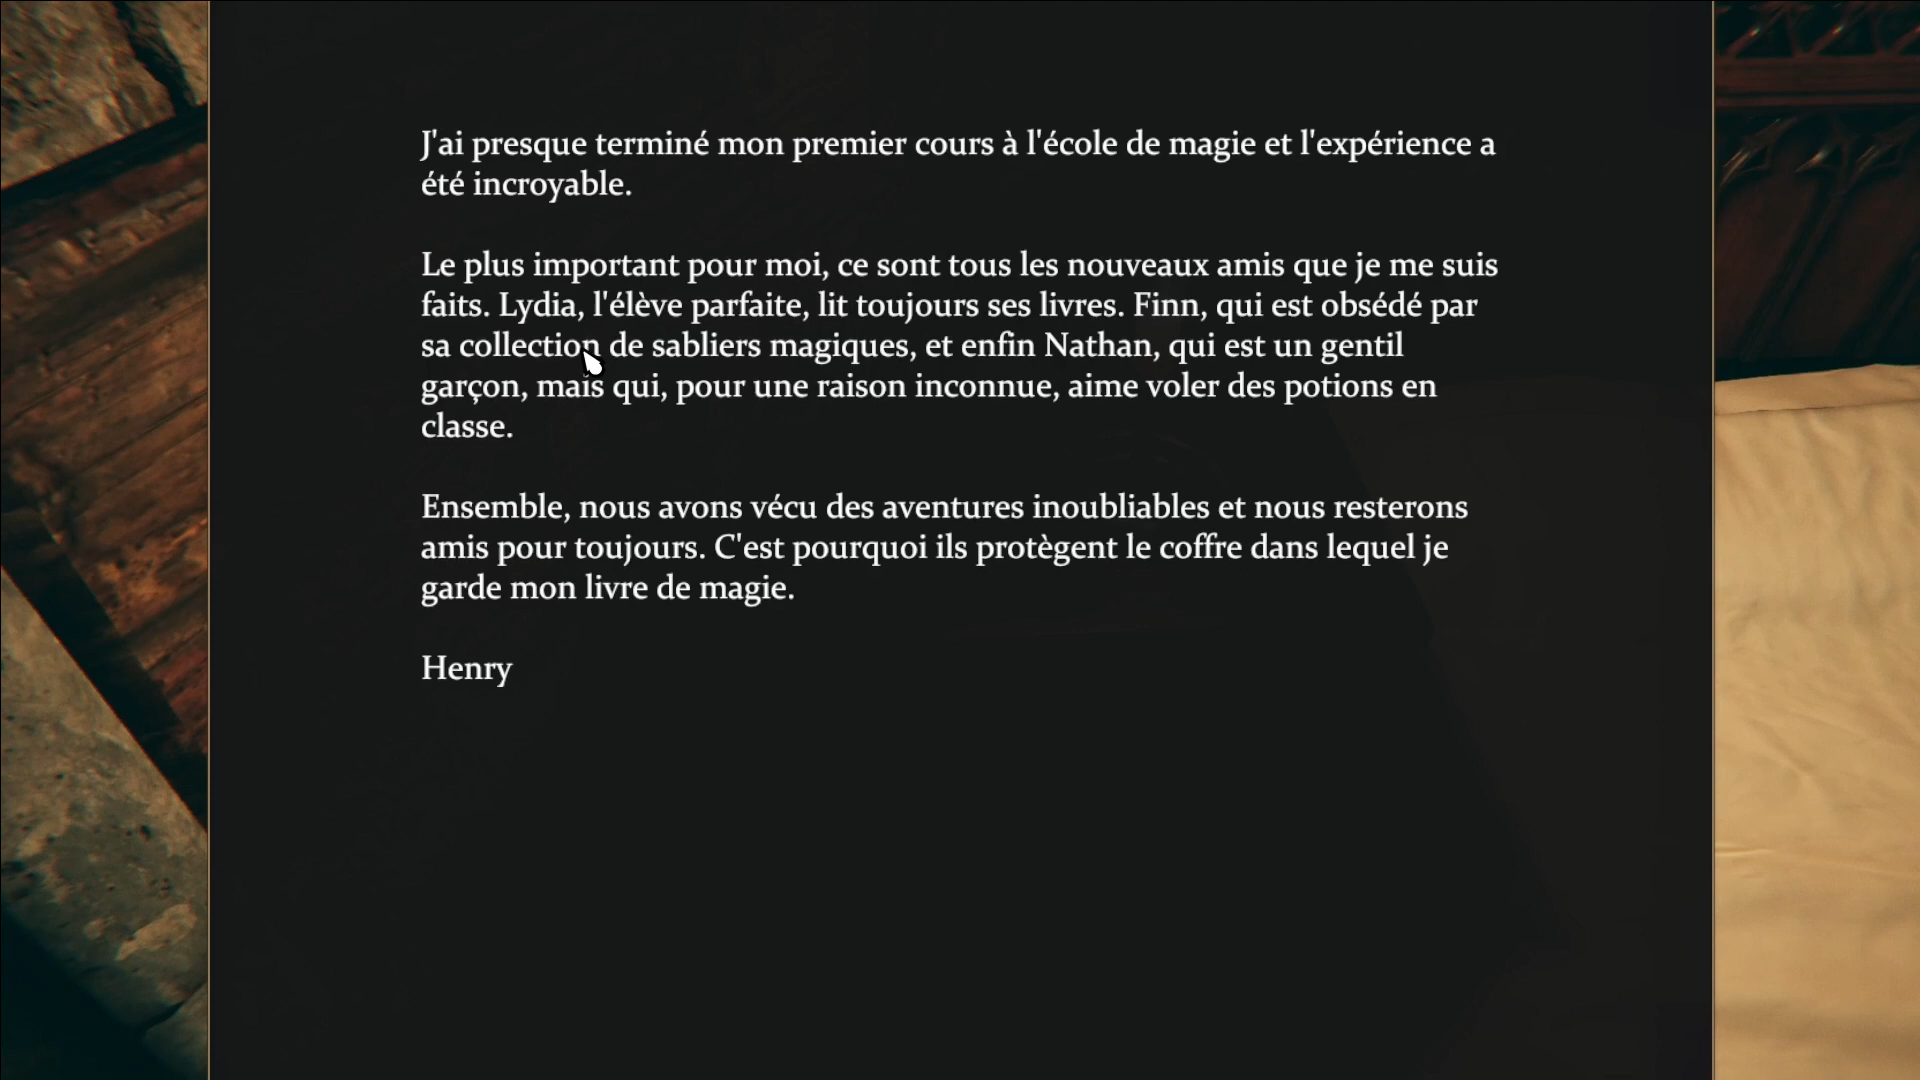 J'ai presque terminé mon premier cours à l'école de magie et l'expérience a
été incroyable.
Le plus important pour moi, ce sont tous les nouveaux amis que je me suis
faits. Lydia, l'élève parfaite, lit toujours ses livres. Finn, qui est obsédé par
sa collection de sabliers magiques, et enfin Nathan, qui est un gentil
garçon, mais qui, pour une raison inconnue, aime voler des potions en
classe.
Ensemble, nous avons vécu des aventures inoubliables et nous resterons
amis pour toujours. C'est pourquoi ils protègent le coffre dans lequel je
garde mon livre de magie.
Henry